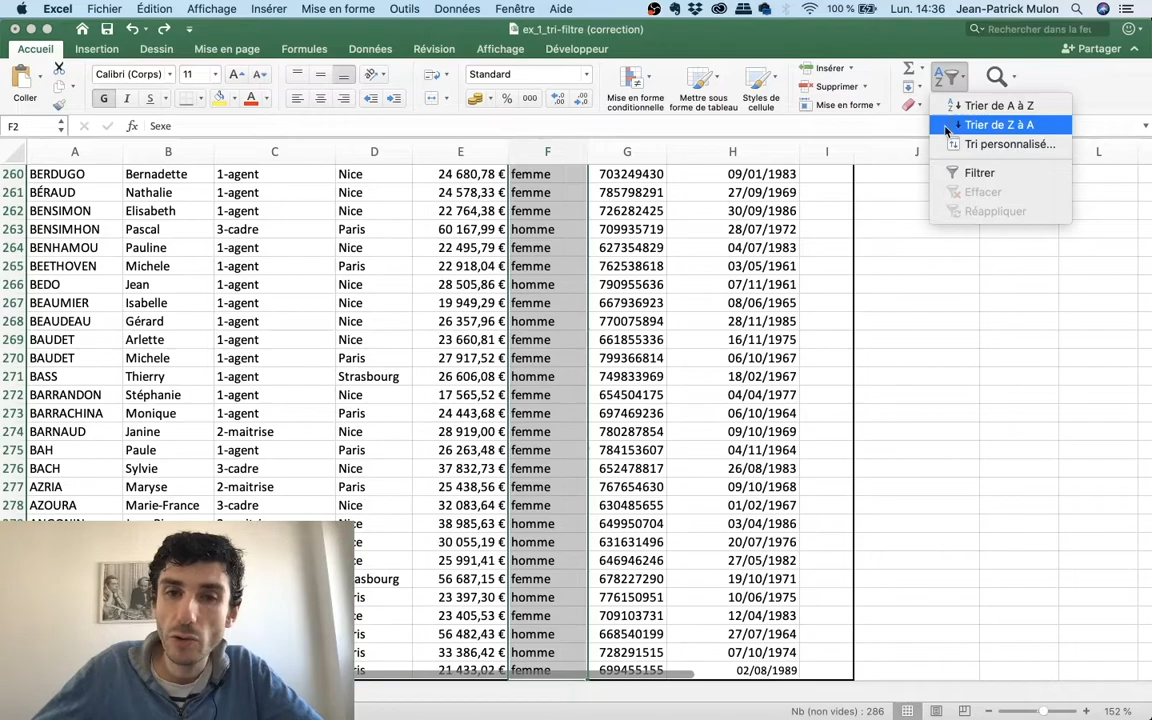 Excel Fichier Édition Affichage Insérer Mise en forme Outils Données Fenêtre Aide 100 % Lun. 14:36 Jean-Patrick Mulon
ex_1_tri-filtre (correction) Rechercher dans la feu
Accueil Insertion Dessin Mise en page Formules Données Révision Affichage Développeur Partager
Calibri (Corps) 11 Standard Insérer
Supprimer
Coller G I S % 000 Mise en forme conditionnelle Mettre sous forme de tableau Styles de cellule Mise en forme
Trier de A à Z
Trier de Z à A
Tri personnalisé...
Filtrer
Effacer
Réappliquer
F2 fx Sexe
A B C D E F G H I J L
260 BERDUGO Bernadette 1-agent Nice 24 680,78 € femme 703249430 09/01/1983
261 BÉRAUD Nathalie 1-agent Nice 24 578,33 € femme 785798291 27/09/1969
262 BENSIMON Elisabeth 1-agent Nice 22 764,38 € femme 726282425 30/09/1986
263 BENSIMHON Pascal 3-cadre Paris 60 167,99 € homme 709935719 28/07/1972
264 BENHAMOU Pauline 1-agent Nice 22 495,79 € femme 627354829 04/07/1983
265 BEETHOVEN Michele 1-agent Paris 22 918,04 € femme 762538618 03/05/1961
266 BEDO Jean 1-agent Nice 28 505,86 € homme 790955636 07/11/1961
267 BEAUMIER Isabelle 1-agent Nice 19 949,29 € femme 667936923 08/06/1965
268 BEAUDEAU Gérard 1-agent Nice 26 357,96 € homme 770075894 28/11/1985
269 BAUDET Arlette 1-agent Nice 23 660,81 € femme 661855336 16/11/1975
270 BAUDET Michele 1-agent Paris 27 917,52 € femme 799366814 06/10/1967
271 BASS Thierry 1-agent Strasbourg 26 606,08 € homme 749833969 18/02/1967
272 BARRANDON Stéphanie 1-agent Nice 17 565,52 € femme 654504175 04/04/1977
273 BARRACHINA Monique 1-agent Paris 24 443,68 € femme 697469236 06/10/1964
274 BARNAUD Janine 2-maitrise Nice 28 919,00 € femme 780287854 09/10/1969
275 BAH Paule 1-agent Paris 26 263,48 € femme 784153607 04/11/1964
276 BACH Sylvie 3-cadre Nice 37 832,73 € femme 652478817 26/08/1983
277 AZRIA Maryse 2-maitrise Paris 25 438,56 € femme 767654630 09/10/1968
278 AZOURA Marie-France 3-cadre Nice 32 083,64 € femme 630485655 01/02/1967
ce 38 985,63 € homme 649950704 03/04/1986
ce 30 055,19 € homme 631631496 20/07/1976
ce 25 991,41 € homme 646946246 27/05/1982
asbourg 56 687,15 € femme 678227290 19/10/1971
ris 23 397,30 € homme 776150951 10/06/1975
ce 23 405,53 € femme 709103731 12/04/1983
ris 56 482,43 € homme 668540199 27/07/1964
ris 33 386,42 € homme 728291515 07/10/1974
ris 21 433,02 € femme 699455155 02/08/1989
Nb (non vides) : 286 152 %